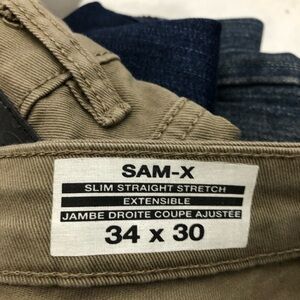 SAM-X
SLIM STRAIGHT STRETCH
EXTENSIBLE
JAMBE DROITE COUPE AJUSTÉE
34 x 30